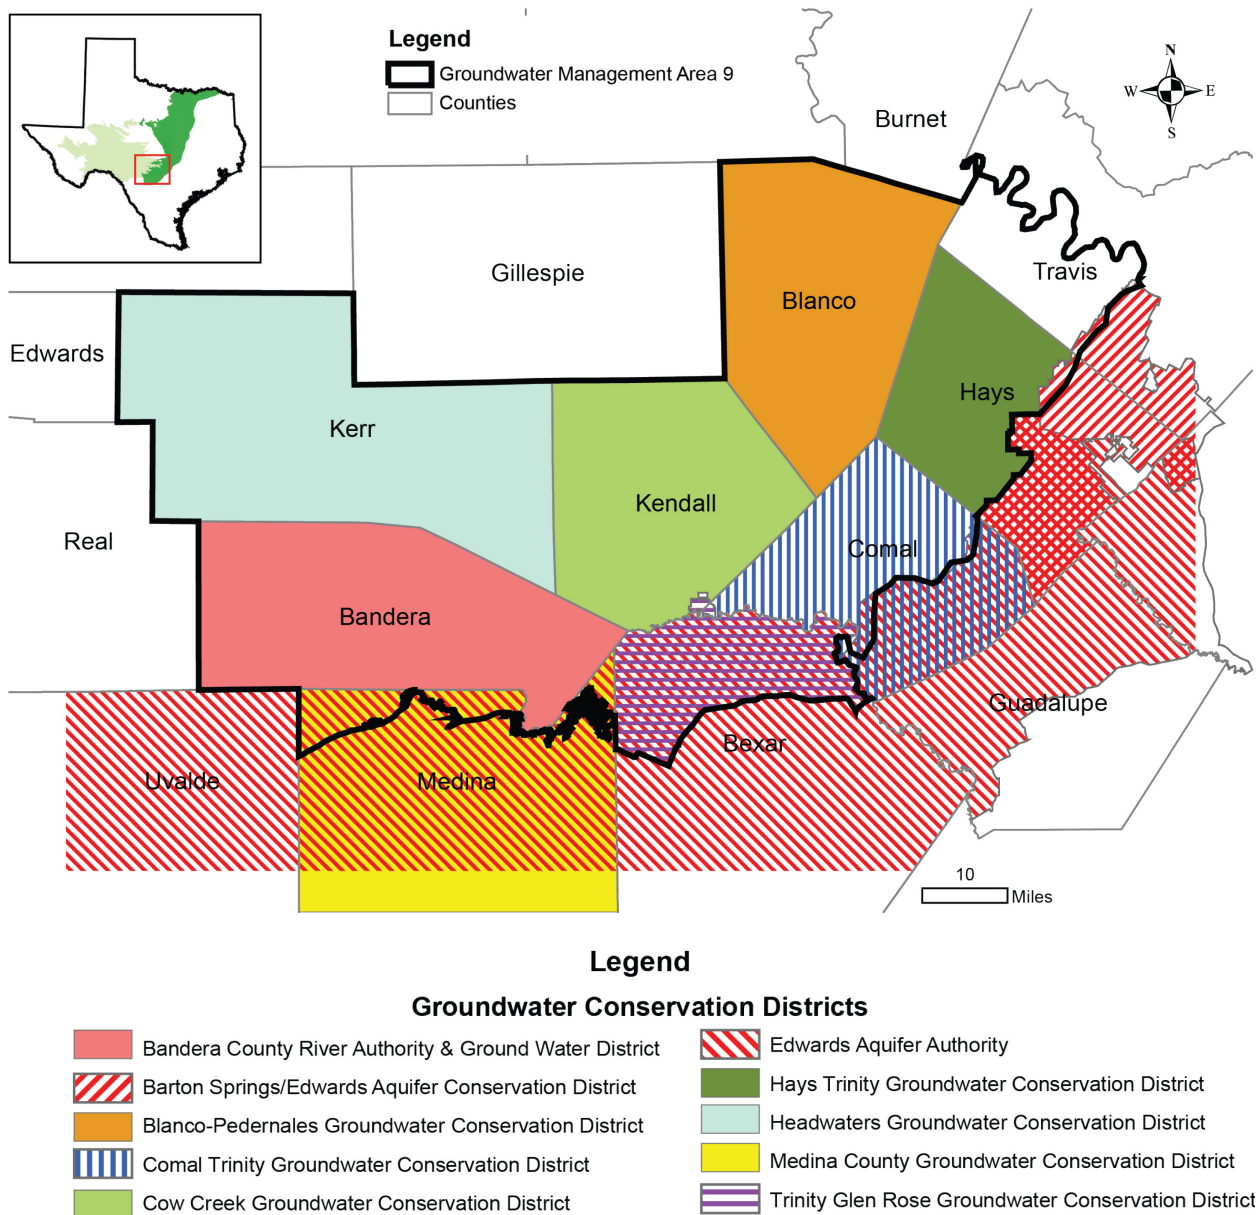 Legend
Groundwater Management Area 9
Counties
N
W E
S
Burnet
Travis
Gillespie
Blanco
Edwards
Hays
Kerr
Kendall
Real
Comal
Bandera
Guadalupe
Bexar
Uvalde
Medina
10
Miles
Legend
Groundwater Conservation Districts
Bandera County River Authority & Ground Water District
Barton Springs/Edwards Aquifer Conservation District
Blanco-Pedernales Groundwater Conservation District
Comal Trinity Groundwater Conservation District
Cow Creek Groundwater Conservation District
Edwards Aquifer Authority
Hays Trinity Groundwater Conservation District
Headwaters Groundwater Conservation District
Medina County Groundwater Conservation District
Trinity Glen Rose Groundwater Conservation District